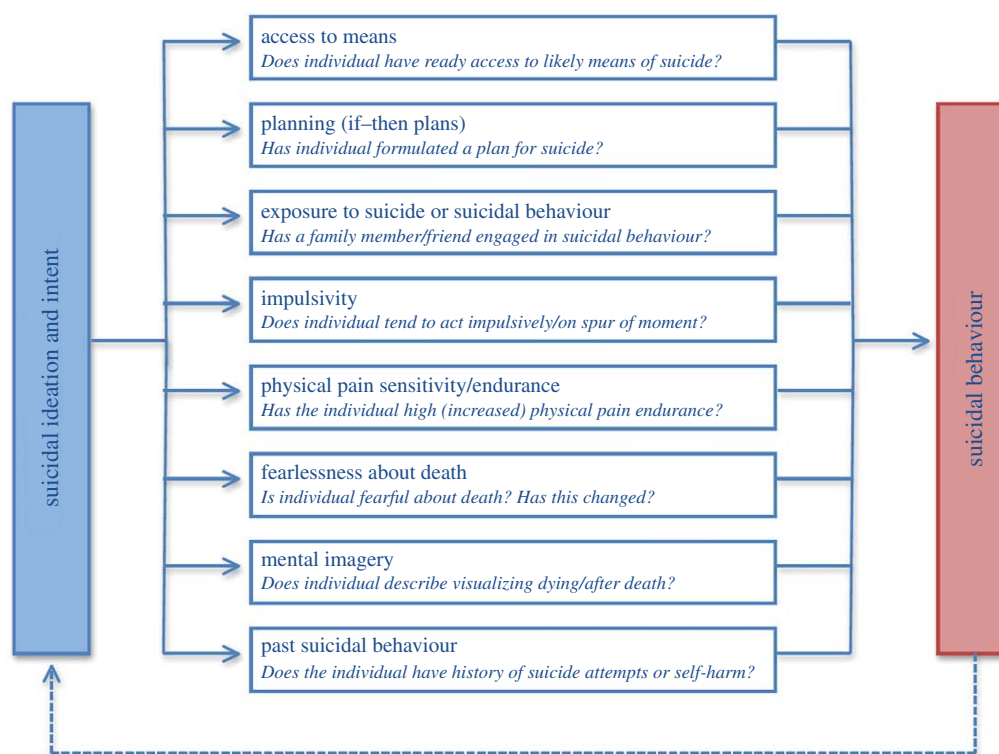 suicidal ideation and intent
access to means
Does individual have ready access to likely means of suicide?
planning (if–then plans)
Has individual formulated a plan for suicide?
exposure to suicide or suicidal behaviour
Has a family member/friend engaged in suicidal behaviour?
impulsivity
Does individual tend to act impulsively/on spur of moment?
physical pain sensitivity/endurance
Has the individual high (increased) physical pain endurance?
fearlessness about death
Is individual fearful about death? Has this changed?
mental imagery
Does individual describe visualizing dying/after death?
past suicidal behaviour
Does the individual have history of suicide attempts or self-harm?
suicidal behaviour